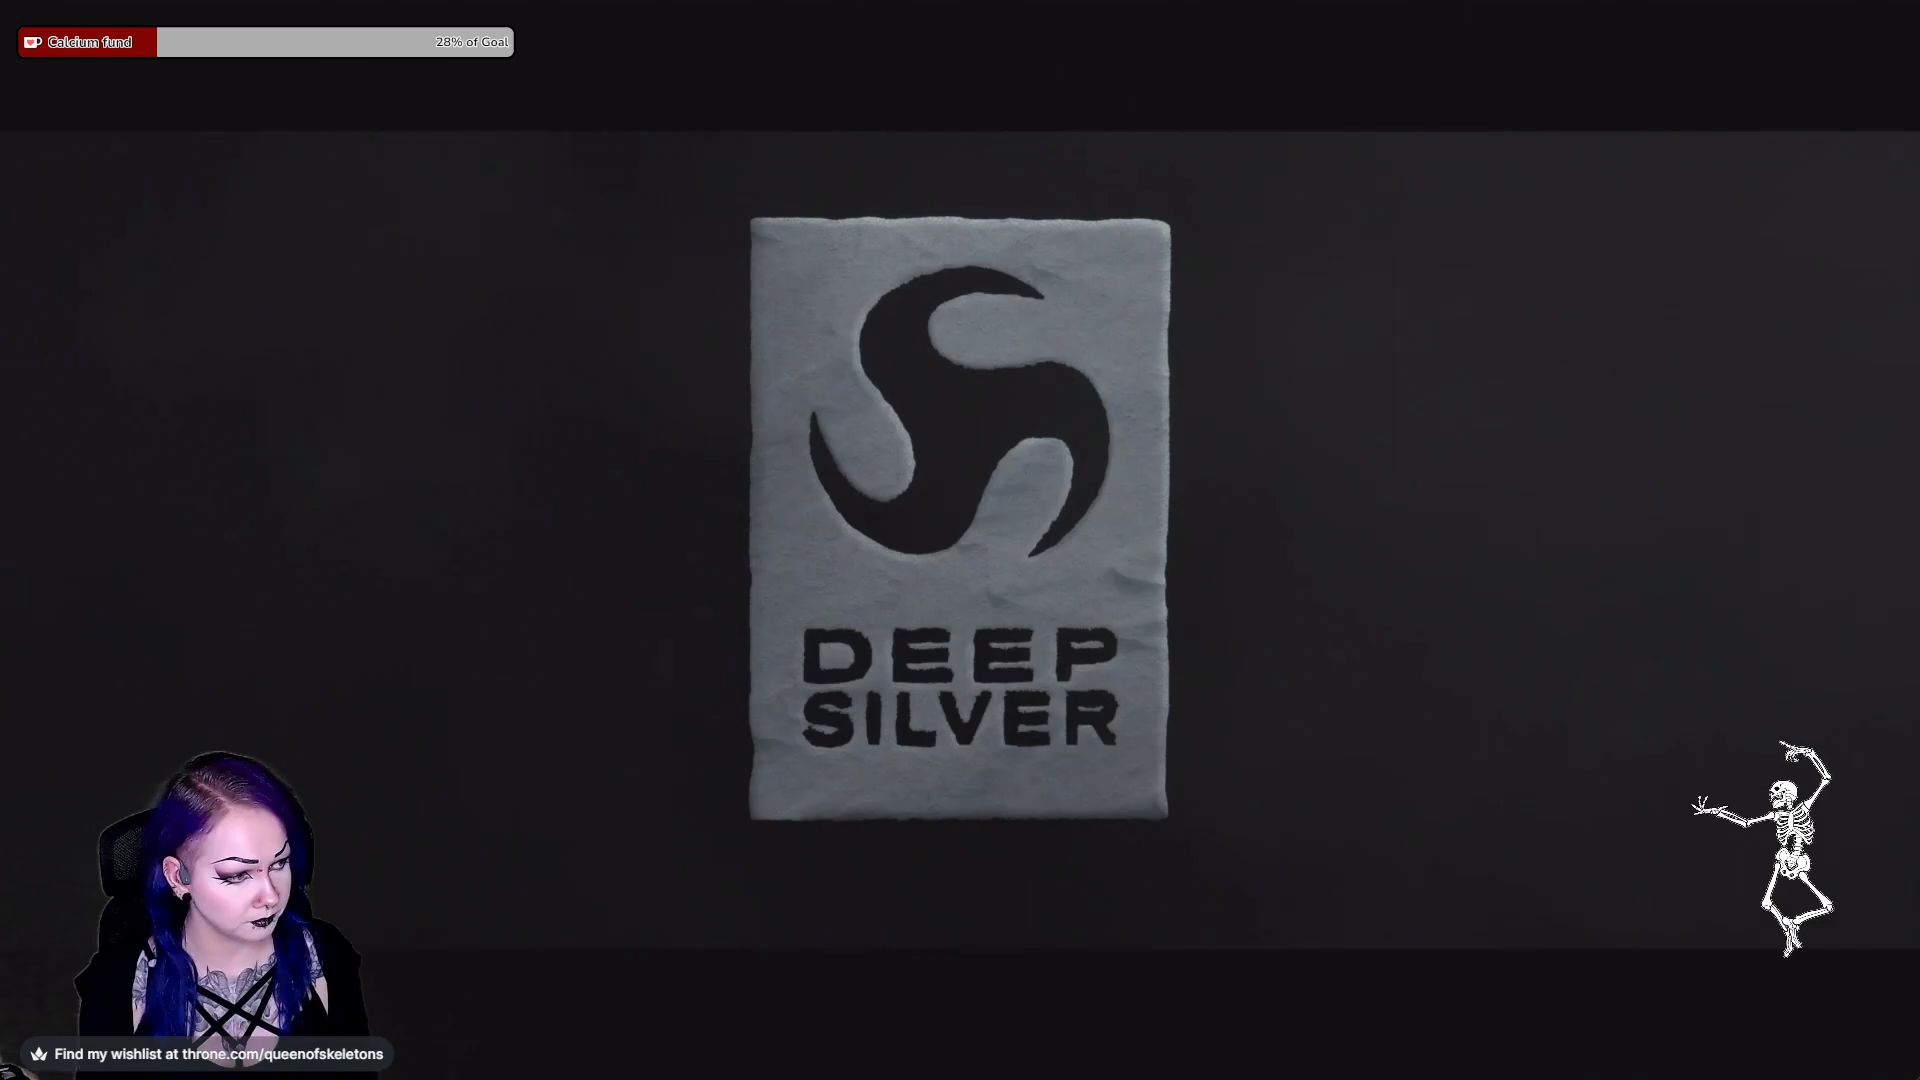 Calcium fund 28% of Goal
DEEP
SILVER
Find my wishlist at throne.com/queenofskeletons